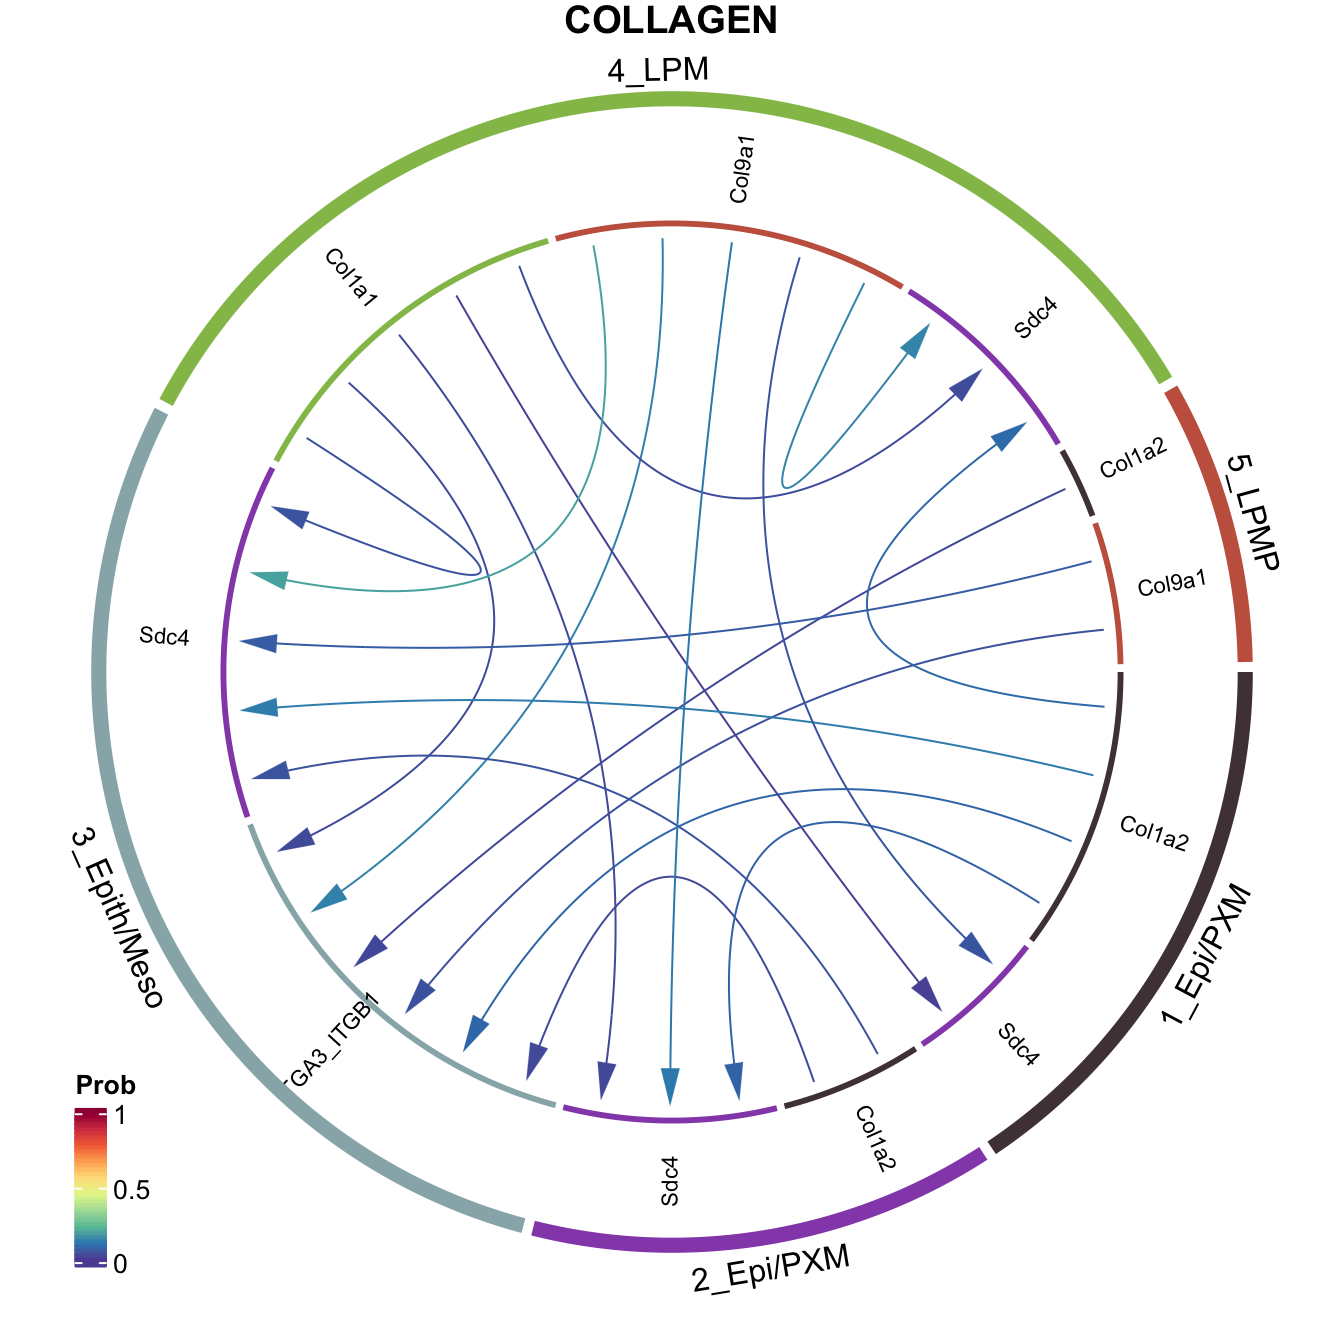 COLLAGEN
4_LPM
Col9a1
Col1a1
Sdc4
Col1a2
5_LPMP
Col9a1
Sdc4
Col1a2
3_Epith/Meso
1_Epi/PXM
GA3_ITGB1
Sdc4
Col1a2
Sdc4
2_Epi/PXM
Prob
1
0.5
0